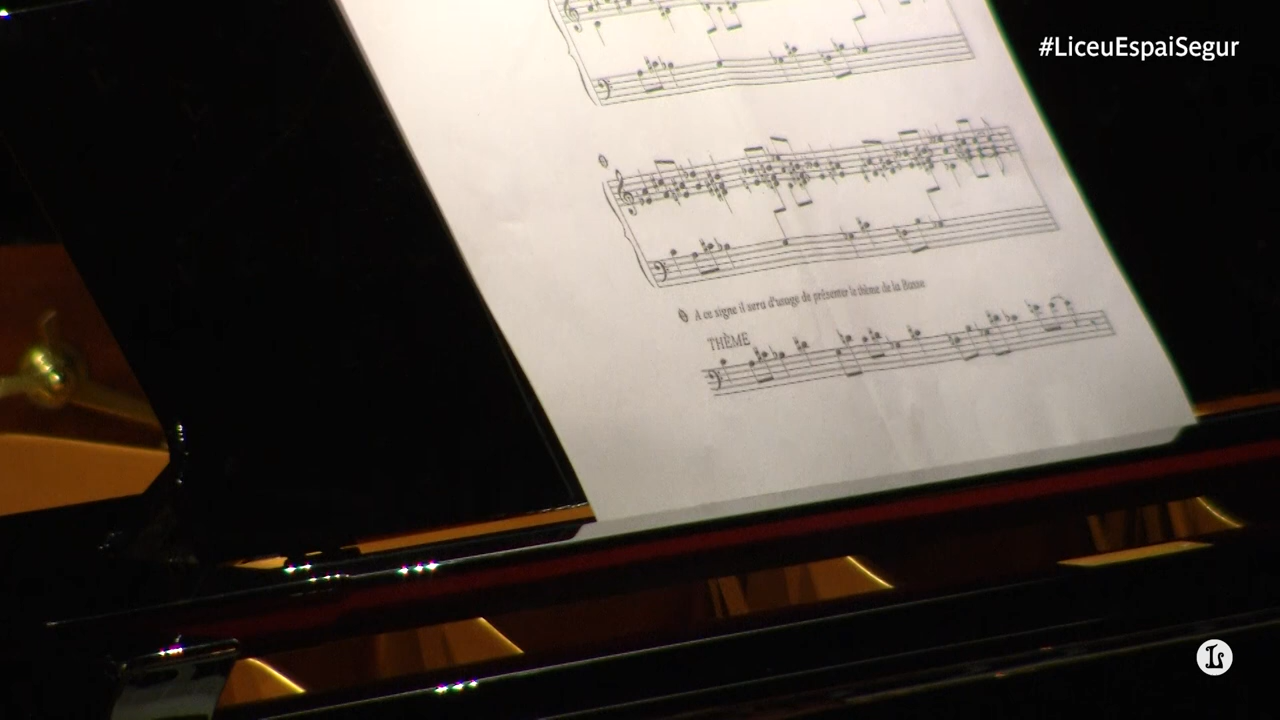 #LiceuEspaiSegur
A ce signe il sera d'usage de présenter le thème de la Basse
THÈME